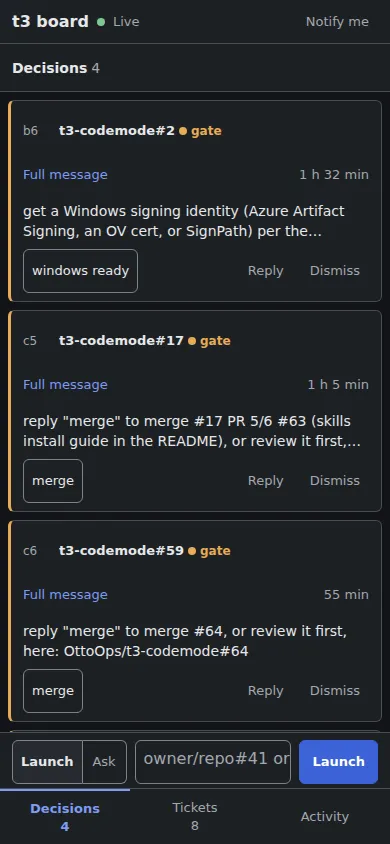 t3 board Live Notify me
Decisions 4
b6 t3-codemode#2 gate
Full message 1 h 32 min
get a Windows signing identity (Azure Artifact
Signing, an OV cert, or SignPath) per the…
windows ready Reply Dismiss
c5 t3-codemode#17 gate
Full message 1 h 5 min
reply "merge" to merge #17 PR 5/6 #63 (skills
install guide in the README), or review it first,…
merge Reply Dismiss
c6 t3-codemode#59 gate
Full message 55 min
reply "merge" to merge #64, or review it first,
here: OttoOps/t3-codemode#64
merge Reply Dismiss
Launch Ask owner/repo#41 or Launch
Decisions Tickets Activity
4 8